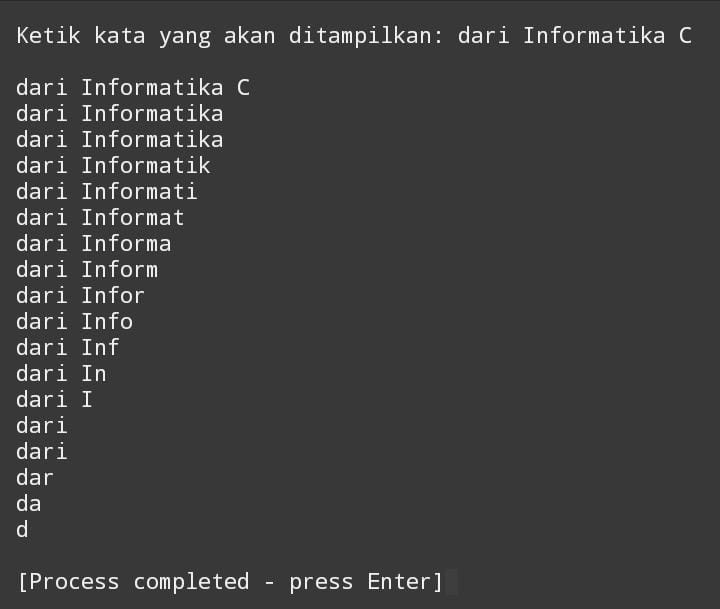 Ketik kata yang akan ditampilkan: dari Informatika C
dari Informatika C
dari Informatika
dari Informatika
dari Informatik
dari Informati
dari Informat
dari Informa
dari Inform
dari Infor
dari Info
dari Inf
dari In
dari I
dari
dari
dar
da
d
[Process completed - press Enter]